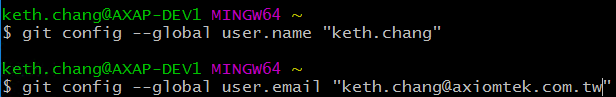 keth.chang@AXAP-DEV1 MINGW64 ~
$ git config --global user.name "keth.chang"
keth.chang@AXAP-DEV1 MINGW64 ~
$ git config --global user.email "keth.chang@axiomtek.com.tw"